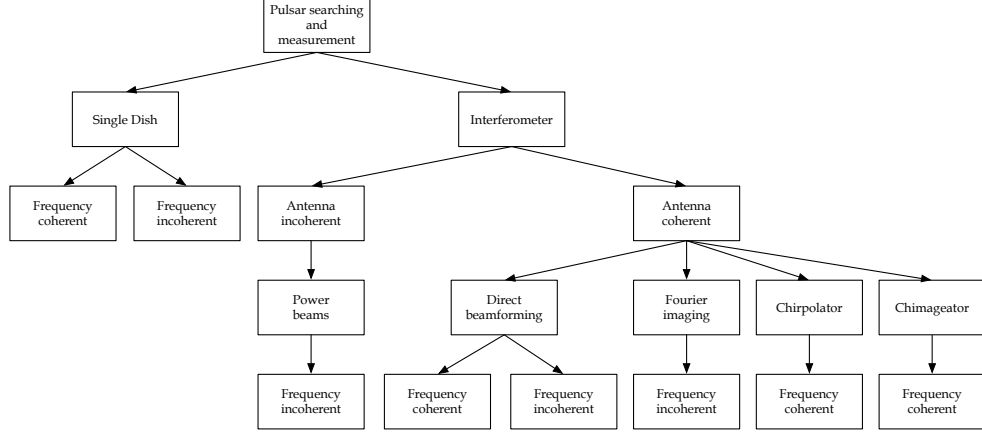 Pulsar searching
and
measurement
Single Dish
Interferometer
Frequency
coherent
Frequency
incoherent
Antenna
incoherent
Antenna
coherent
Power
beams
Direct
beamforming
Fourier
imaging
Chirpolator
Chimageator
Frequency
incoherent
Frequency
coherent
Frequency
incoherent
Frequency
incoherent
Frequency
coherent
Frequency
coherent